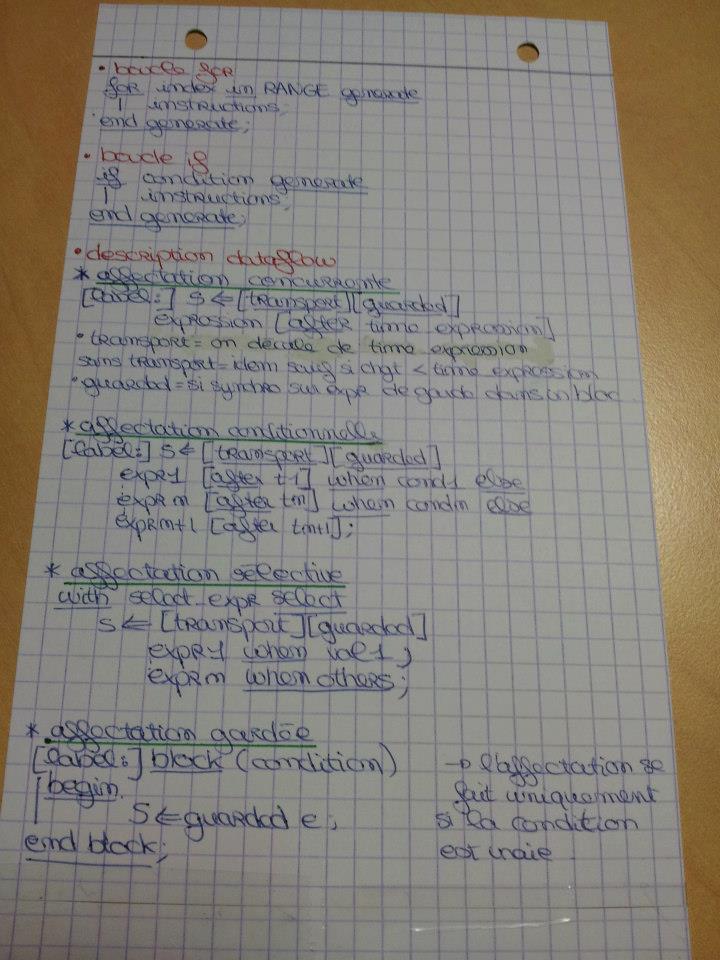 • boucle for
for index in RANGE generate
instructions;
end generate;
• boucle if
if condition generate
instructions;
end generate;
• description dataflow
* affectation concurrente
[label:] S <= [transport][guarded]
expression [after time expression]
• transport = on décale de time expression
sans transport = idem sauf si chgt < time expression
• guarded = si synchro sur expr de garde dans un bloc
* affectation conditionnelle
[label:] S <= [transport][guarded]
expr1 [after t1] when cond1 else
exprn [after tn] when condn else
exprn+1 [after tn+1];
* affectation sélective
with select_expr select
S <= [transport][guarded]
expr1 when val1,
exprn when others;
* affectation gardée
[label:] block (condition)
begin
S <= guarded e;
end block;
→ l'affectation se
fait uniquement
si la condition
est vraie